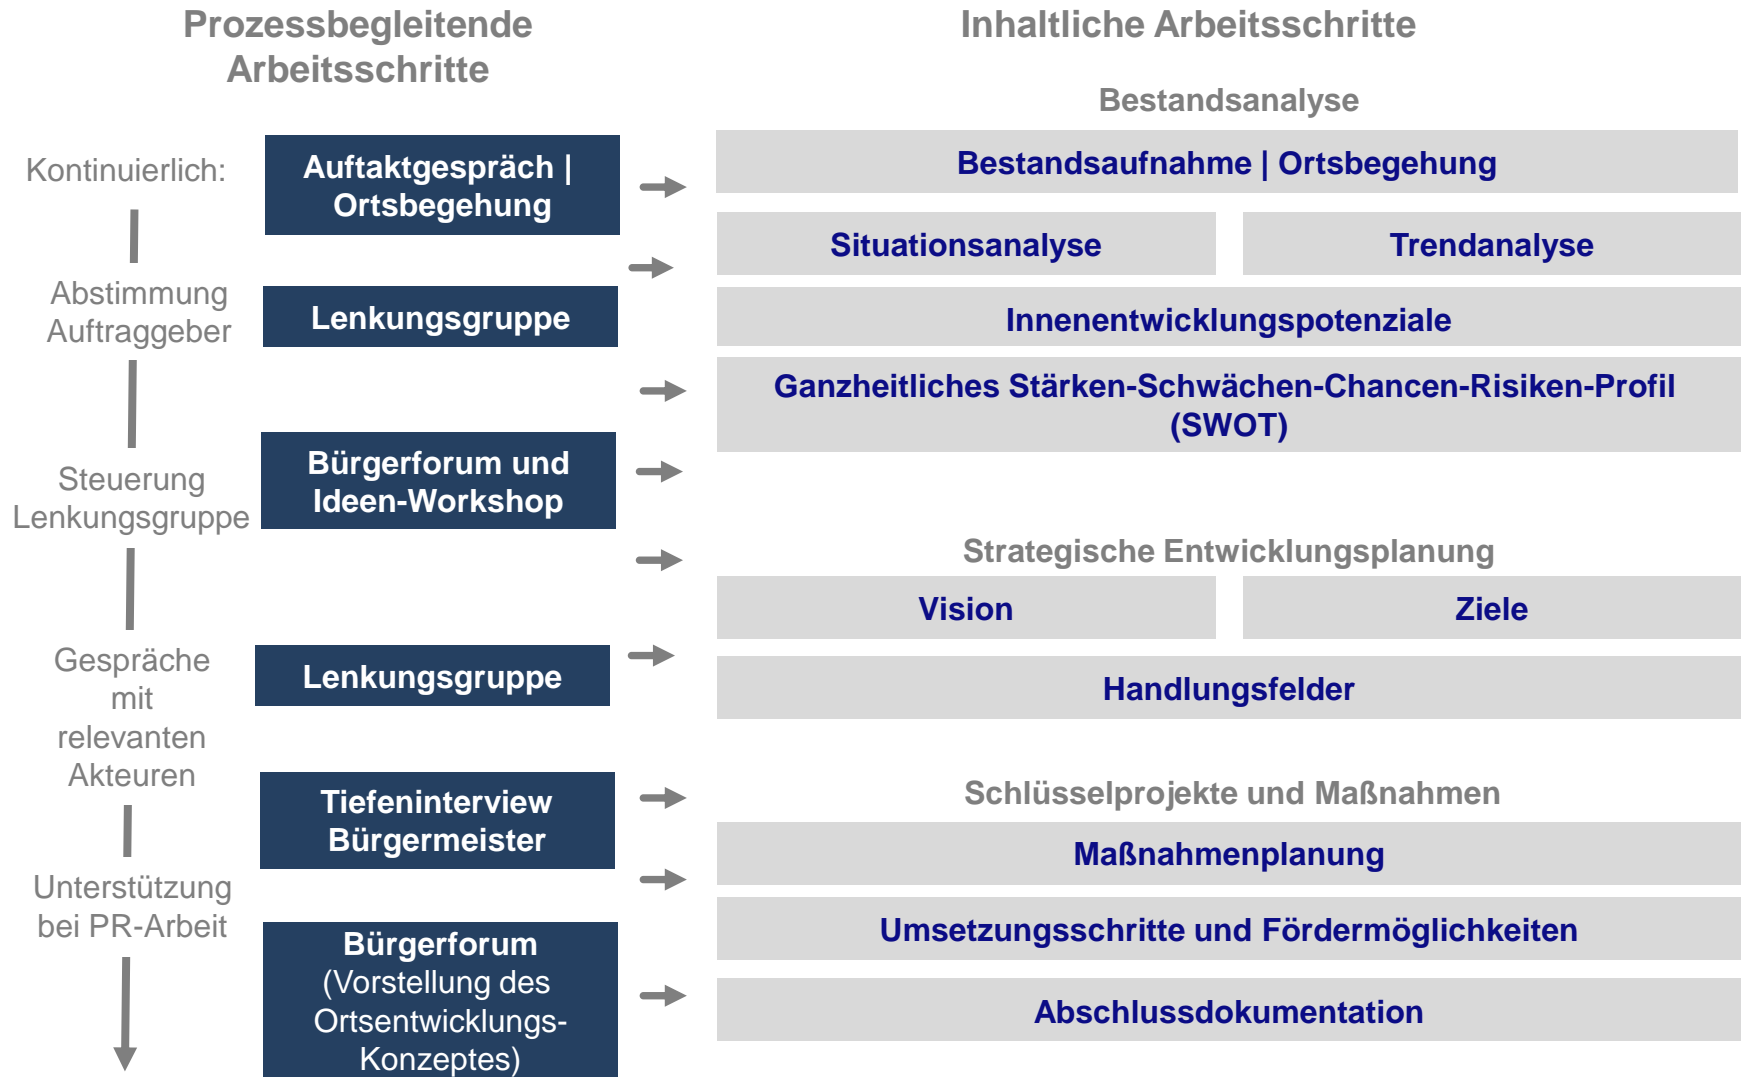 Prozessbegleitende
Arbeitsschritte
Kontinuierlich:
Abstimmung
Auftraggeber
Steuerung
Lenkungsgruppe
Gespräche
mit
relevanten
Akteuren
Unterstützung
bei PR-Arbeit
Auftaktgespräch |
Ortsbegehung
Lenkungsgruppe
Bürgerforum und
Ideen-Workshop
Lenkungsgruppe
Tiefeninterview
Bürgermeister
Bürgerforum
(Vorstellung des
Ortsentwicklungs-
Konzeptes)
Inhaltliche Arbeitsschritte
Bestandsanalyse
Bestandsaufnahme | Ortsbegehung
Situationsanalyse
Trendanalyse
Innenentwicklungspotenziale
Ganzheitliches Stärken-Schwächen-Chancen-Risiken-Profil
(SWOT)
Strategische Entwicklungsplanung
Vision
Ziele
Handlungsfelder
Schlüsselprojekte und Maßnahmen
Maßnahmenplanung
Umsetzungsschritte und Fördermöglichkeiten
Abschlussdokumentation